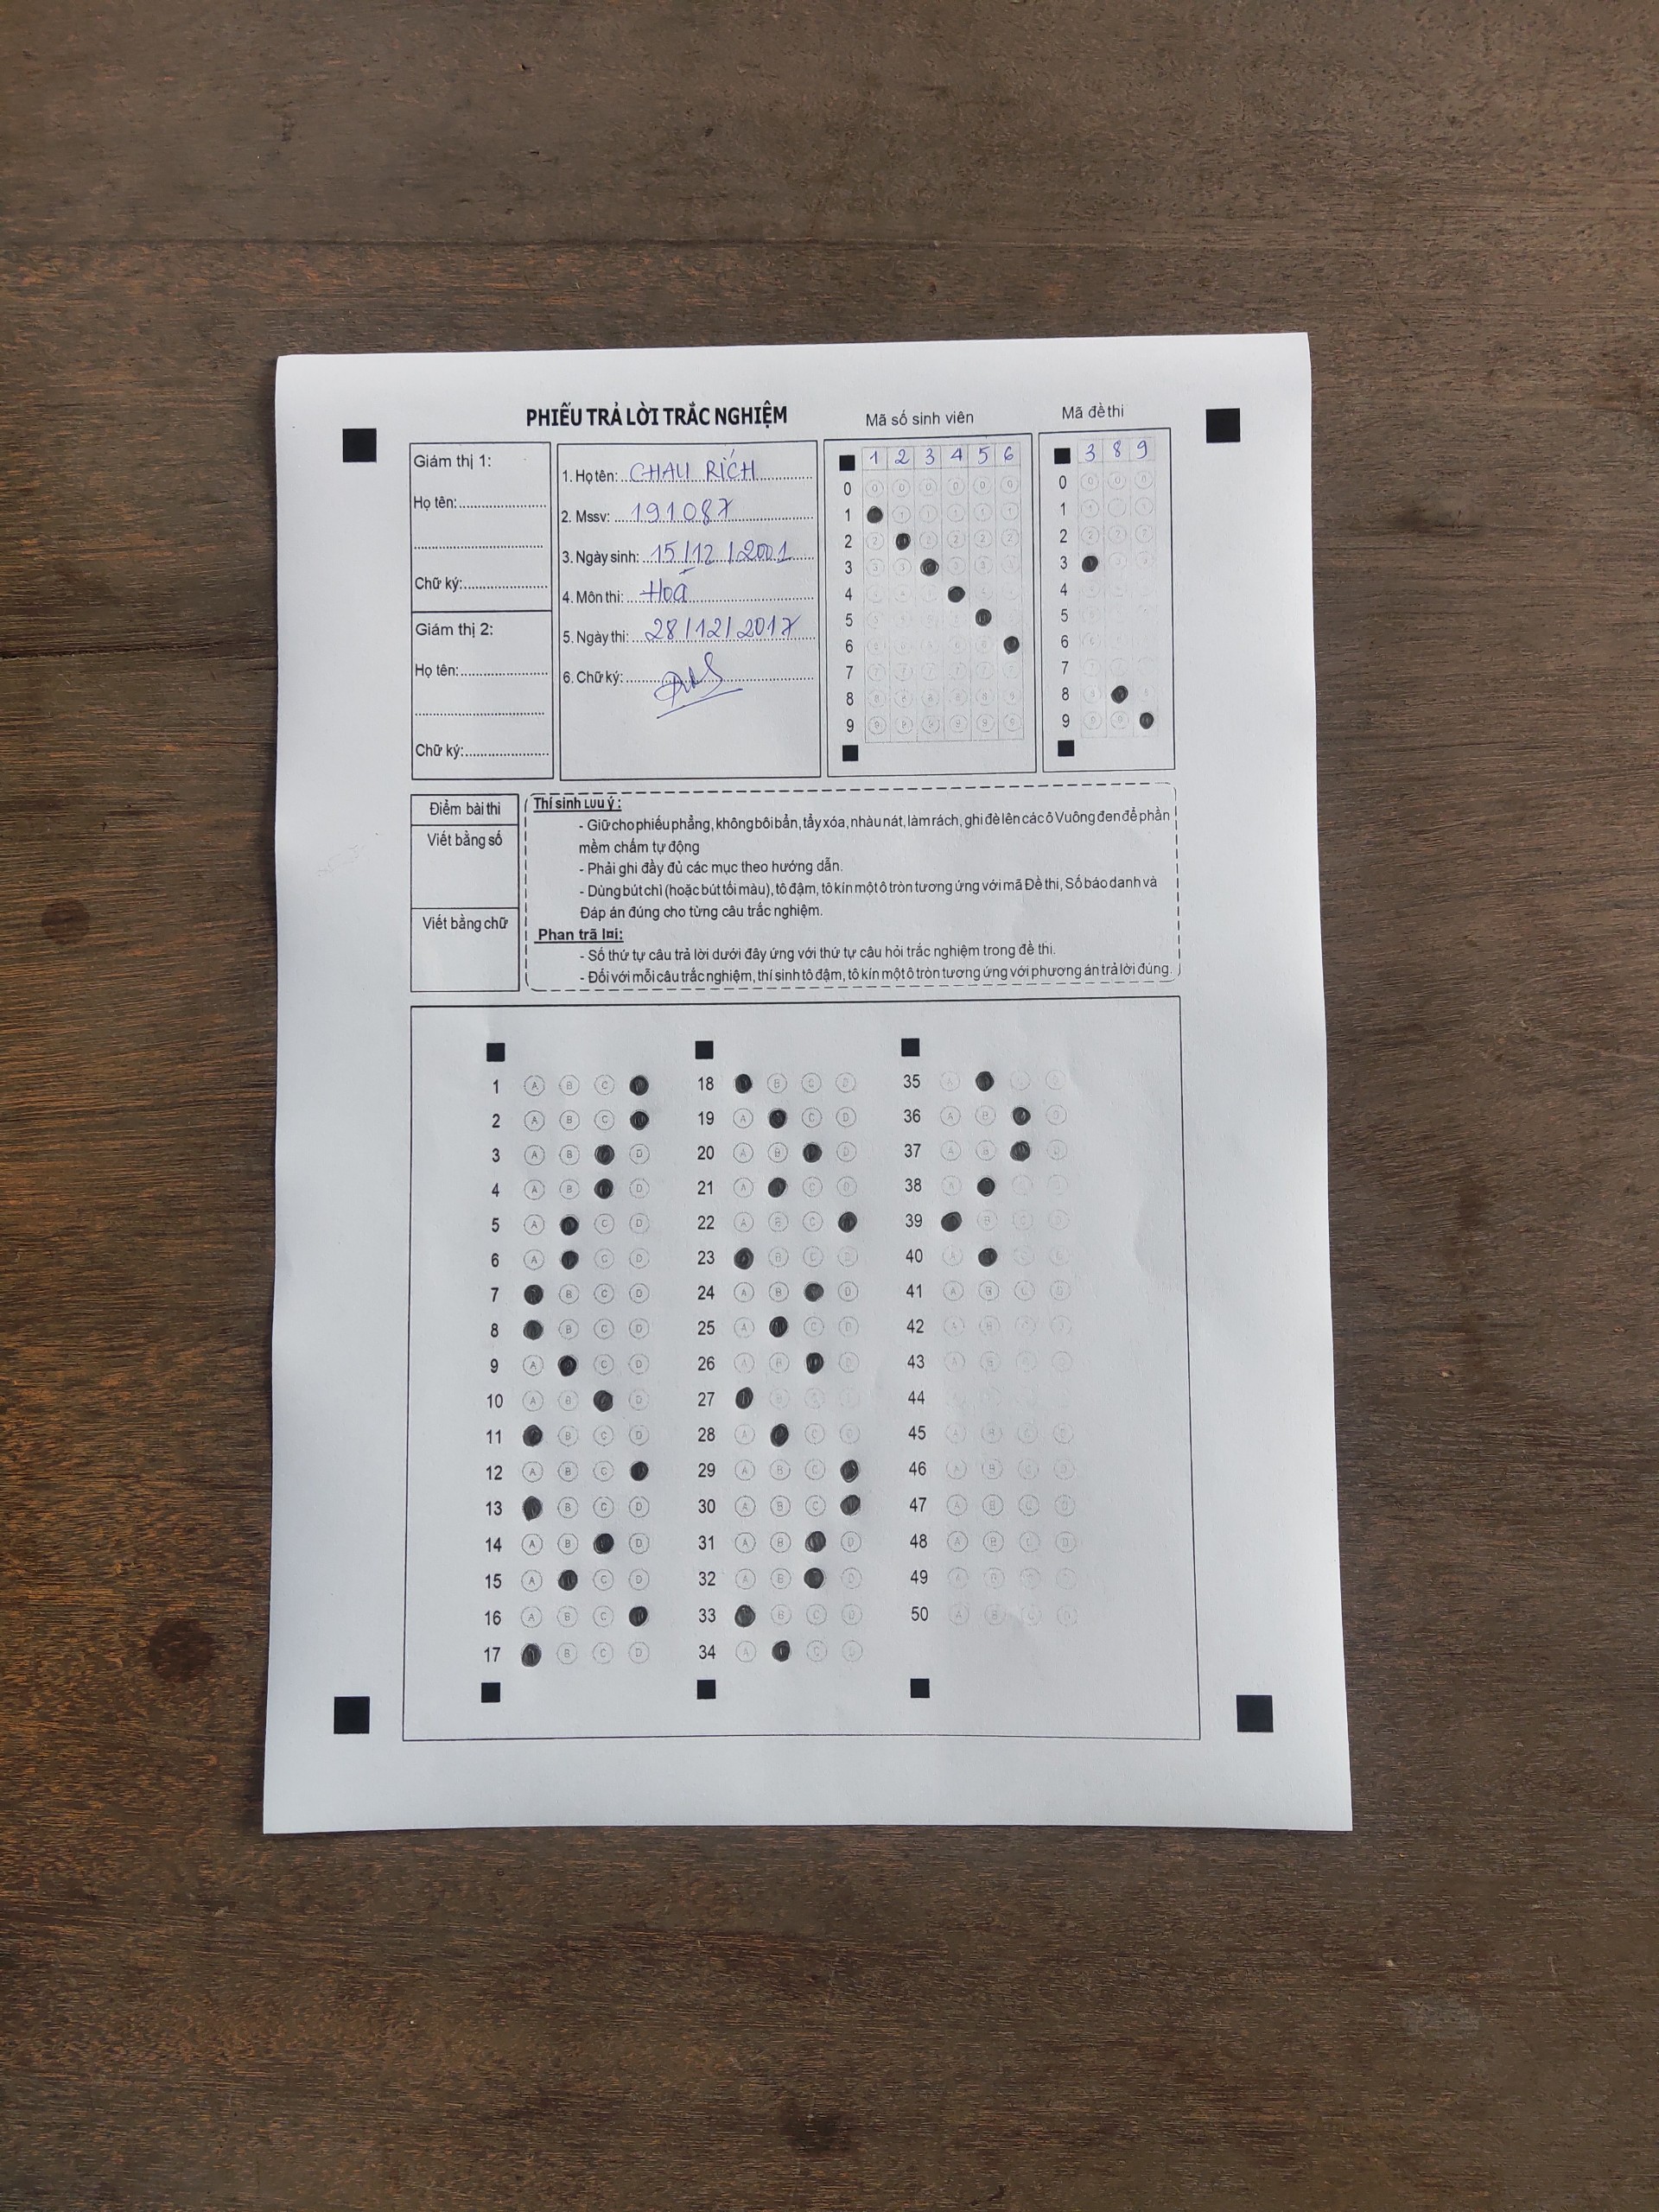 PHIẾU TRẢ LỜI TRẮC NGHIỆM
Mã số sinh viên
Mã đề thi
Giám thị 1:
Họ tên:
Chữ ký:
Giám thị 2:
Họ tên:
Chữ ký:
1. Họ tên: CHAU RÍCH
2. Mssv: 191087
3. Ngày sinh: 15/12/2001
4. Môn thi: Hoá
5. Ngày thi: 28/12/2017
6. Chữ ký:
1 2 3 4 5 6
0
1
2
3
4
5
6
7
8
9
3 8 9
0
1
2
3
4
5
6
7
8
9
Điểm bài thi
Viết bằng số
Viết bằng chữ
Thí sinh Lưu ý :
- Giữ cho phiếu phẳng, không bôi bẩn, tẩy xóa, nhàu nát, làm rách, ghi đè lên các ô Vuông đen để phần
mềm chấm tự động
- Phải ghi đầy đủ các mục theo hướng dẫn.
- Dùng bút chì (hoặc bút tối màu), tô đậm, tô kín một ô tròn tương ứng với mã Đề thi, Số báo danh và
Đáp án đúng cho từng câu trắc nghiệm.
Phan trã l¤i:
- Số thứ tự câu trả lời dưới đây ứng với thứ tự câu hỏi trắc nghiệm trong đề thi.
- Đối với mỗi câu trắc nghiệm, thí sinh tô đậm, tô kín một ô tròn tương ứng với phương án trả lời đúng.
1 A B C
2 A B C
3 A B D
4 A B D
5 A C D
6 A C D
7 B C D
8 B C D
9 A C D
10 A B D
11 B C D
12 A B C
13 B C D
14 A B D
15 A C D
16 A B C
17 B C D
18 B C D
19 A C D
20 A B D
21 A C D
22 A B C
23 B C D
24 A B D
25 A C D
26 A B D
27 B
28 A C D
29 A B C
30 A B C
31 A B D
32 A B D
33 B C D
34 A C D
35
36 A B D
37 A B D
38 A
39 B C D
40 A
41 A B C D
42 A B
43 A B
44
45 A B C D
46 A B C D
47 A B C D
48 A B C D
49 A B
50 A B C D